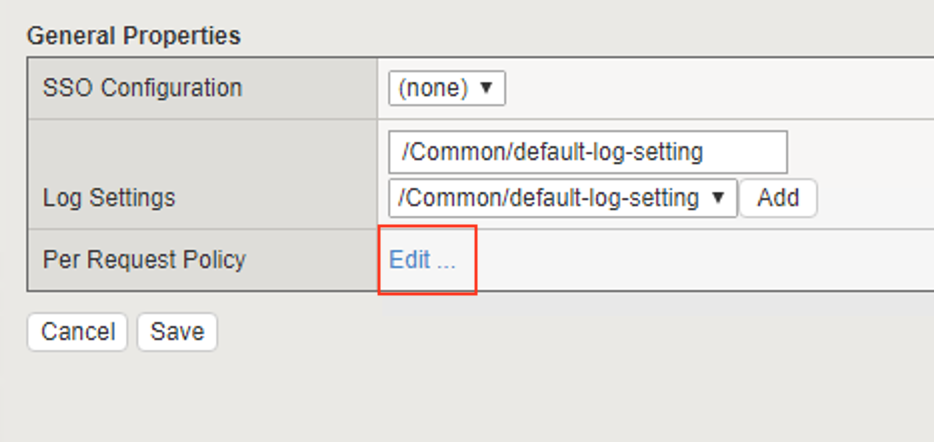 General Properties
SSO Configuration (none) ▼
/Common/default-log-setting
Log Settings /Common/default-log-setting ▼ Add
Per Request Policy Edit ...
Cancel Save